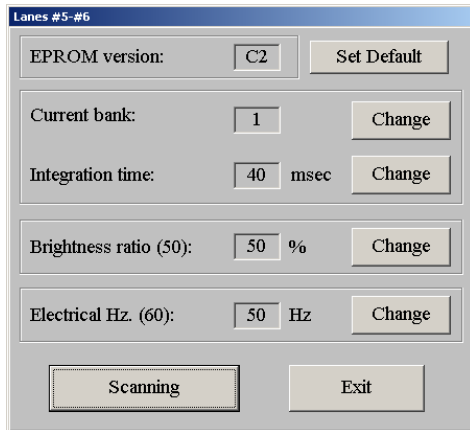 Lanes #5-#6
EPROM version: C2 Set Default
Current bank: 1 Change
Integration time: 40 msec Change
Brightness ratio (50): 50 % Change
Electrical Hz. (60): 50 Hz Change
Scanning Exit